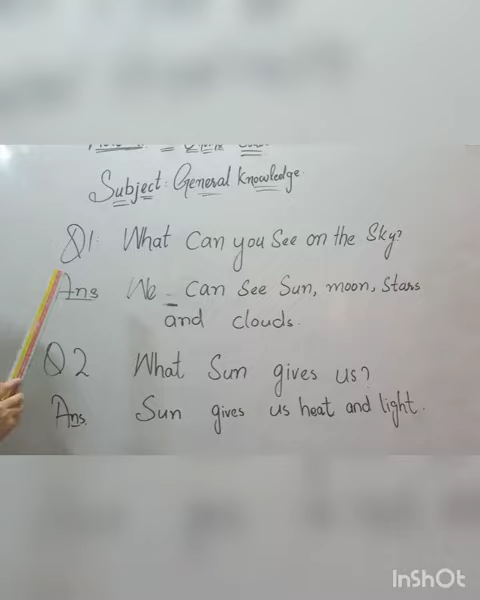 Subject: General Knowledge.
Q1: What Can you See on the Sky?
Ans We - Can See Sun, moon, Stars
and clouds.
Q2 What Sun gives us?
Ans. Sun gives us heat and light.
InShOt